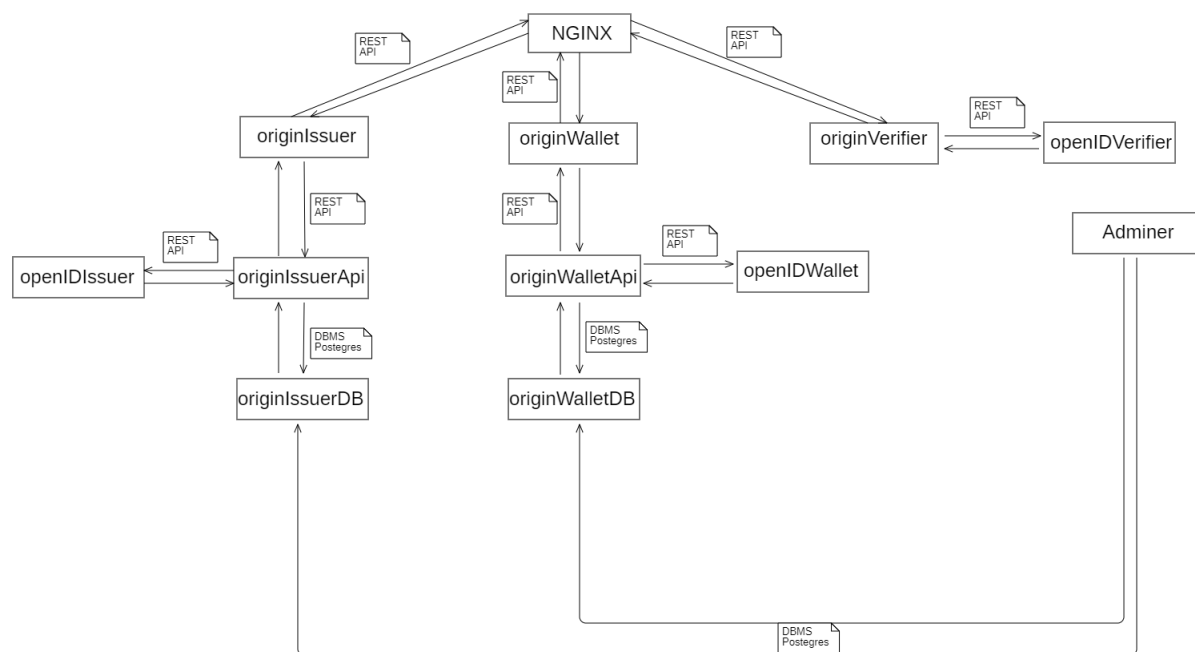 NGINX
REST
API
REST
API
REST
API
originIssuer
originWallet
originVerifier
REST
API
openIDVerifier
REST
API
REST
API
Adminer
REST
API
REST
API
openIDIssuer
originIssuerApi
originWalletApi
openIDWallet
DBMS
Postegres
DBMS
Postegres
originIssuerDB
originWalletDB
DBMS
Postegres